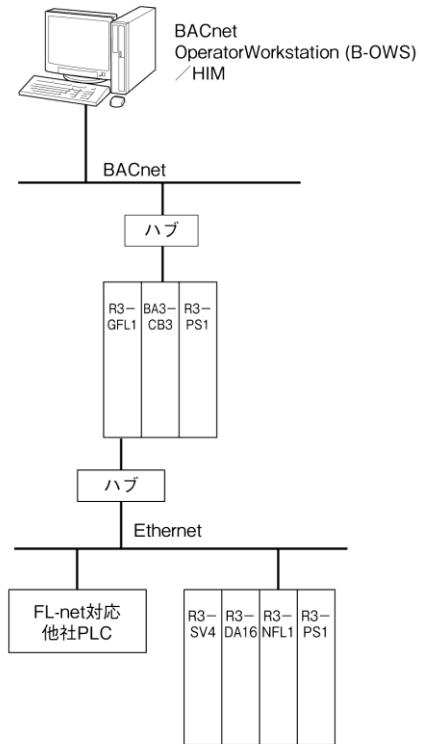 BACnet
OperatorWorkstation (B-OWS)
／HIM
BACnet
ハブ
R3－
GFL1
BA3－
CB3
R3－
PS1
ハブ
Ethernet
FL-net対応
他社PLC
R3－
SV4
R3－
DA16
R3－
NFL1
R3－
PS1